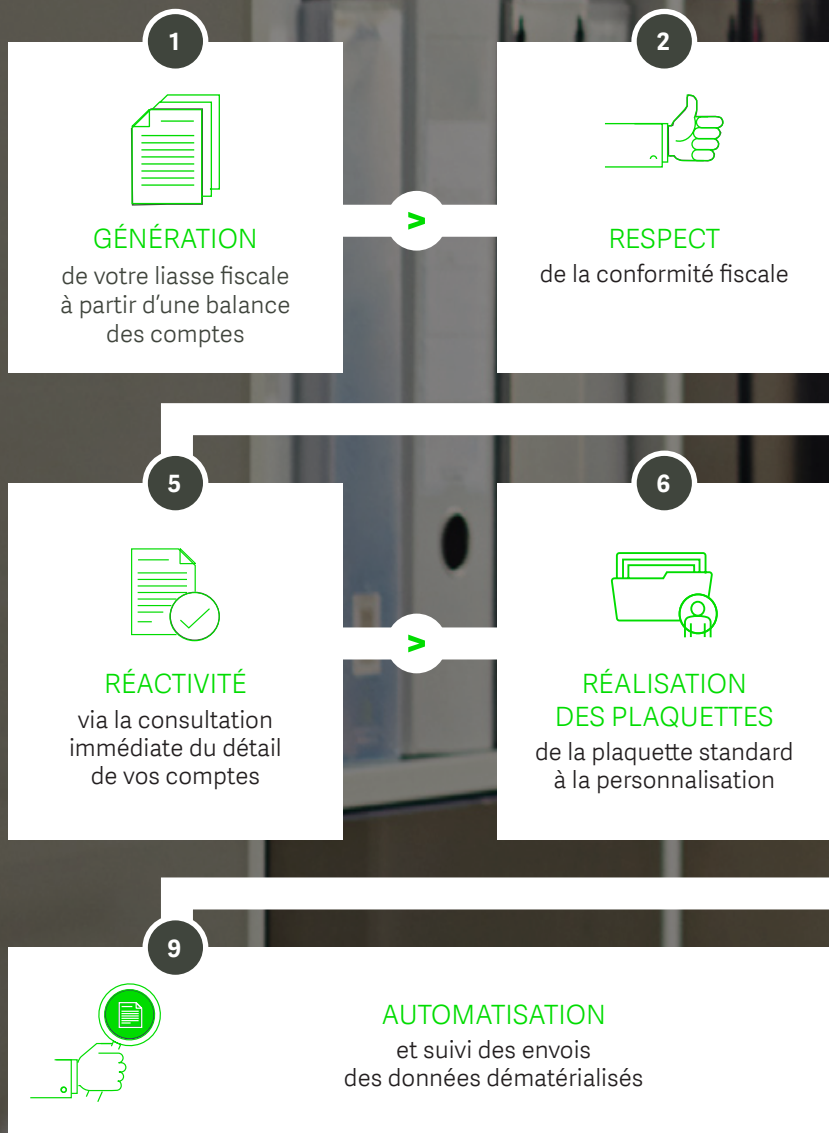 1
GÉNÉRATION
de votre liasse fiscale
à partir d'une balance
des comptes
>
2
RESPECT
de la conformité fiscale
5
RÉACTIVITÉ
via la consultation
immédiate du détail
de vos comptes
>
6
RÉALISATION
DES PLAQUETTES
de la plaquette standard
à la personnalisation
9
AUTOMATISATION
et suivi des envois
des données dématérialisés